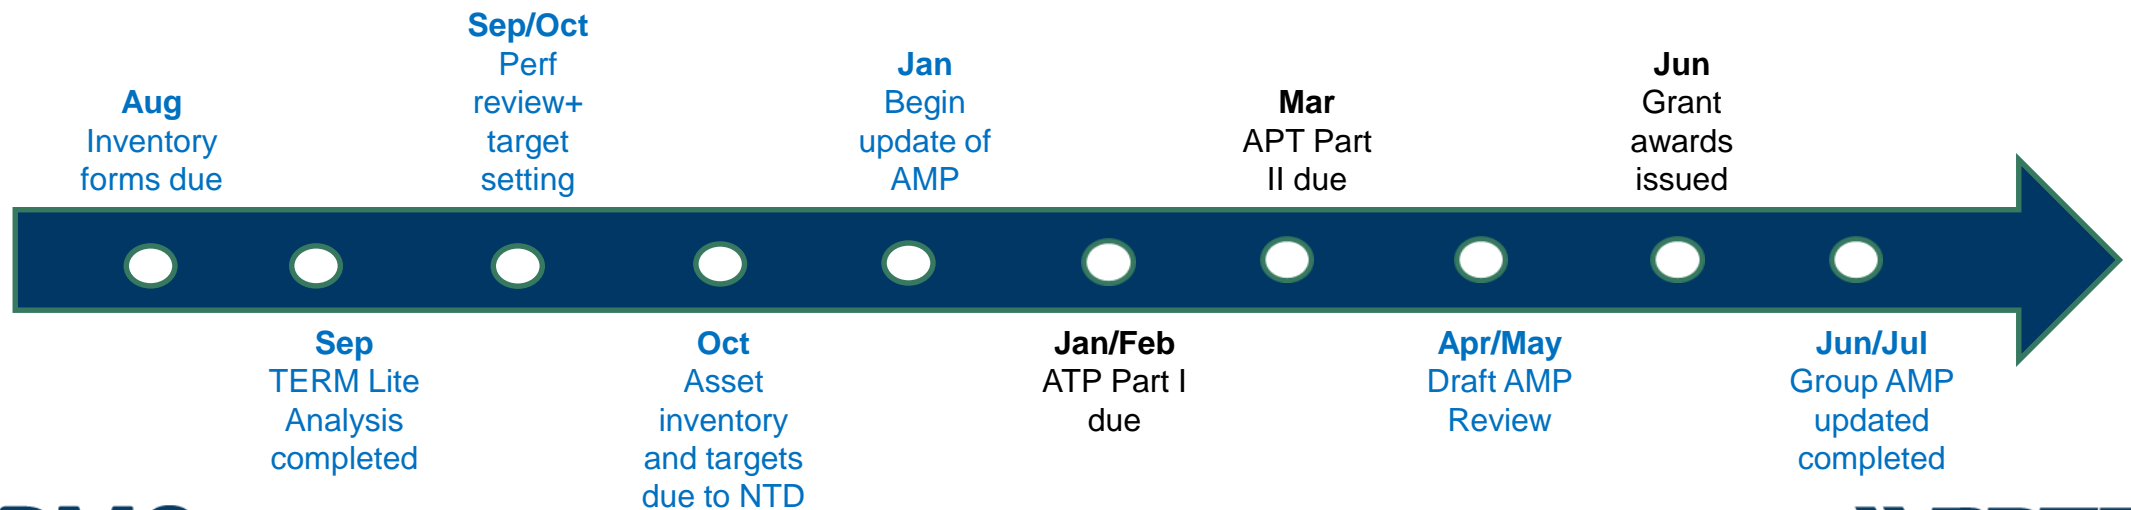 Aug
Inventory
forms due
Sep
TERM Lite
Analysis
completed
Sep/Oct
Perf
review+
target
setting
Oct
Asset
inventory
and targets
due to NTD
Jan
Begin
update of
AMP
Jan/Feb
ATP Part I
due
Mar
APT Part
II due
Apr/May
Draft AMP
Review
Jun
Grant
awards
issued
Jun/Jul
Group AMP
updated
completed